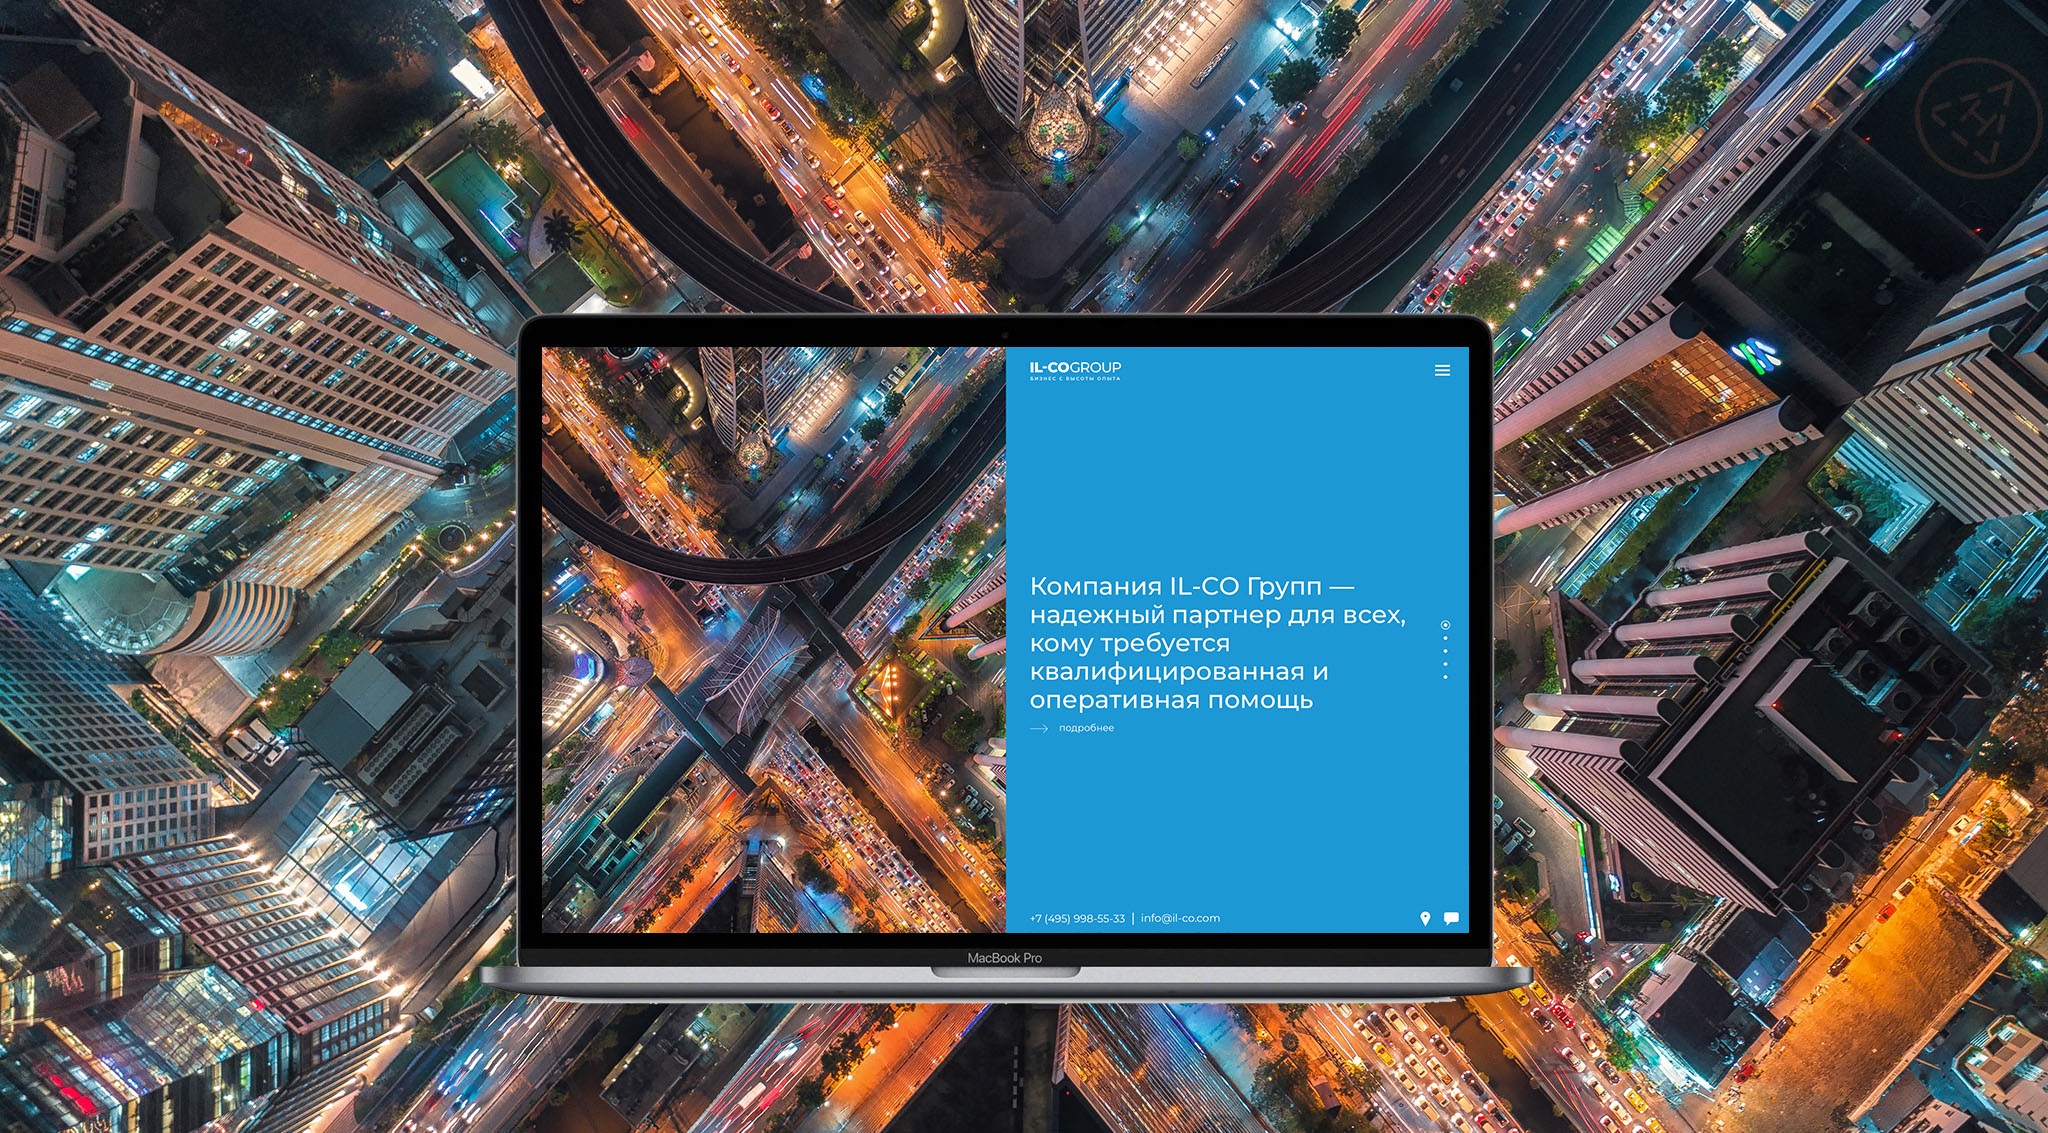 IL-COGROUP
БИЗНЕС С ВЫСОТЫ ОПЫТА
Компания IL-CO Групп —
надежный партнер для всех,
кому требуется
квалифицированная и
оперативная помощь
подробнее
+7 (495) 998-55-33 | info@il-co.com
MacBook Pro